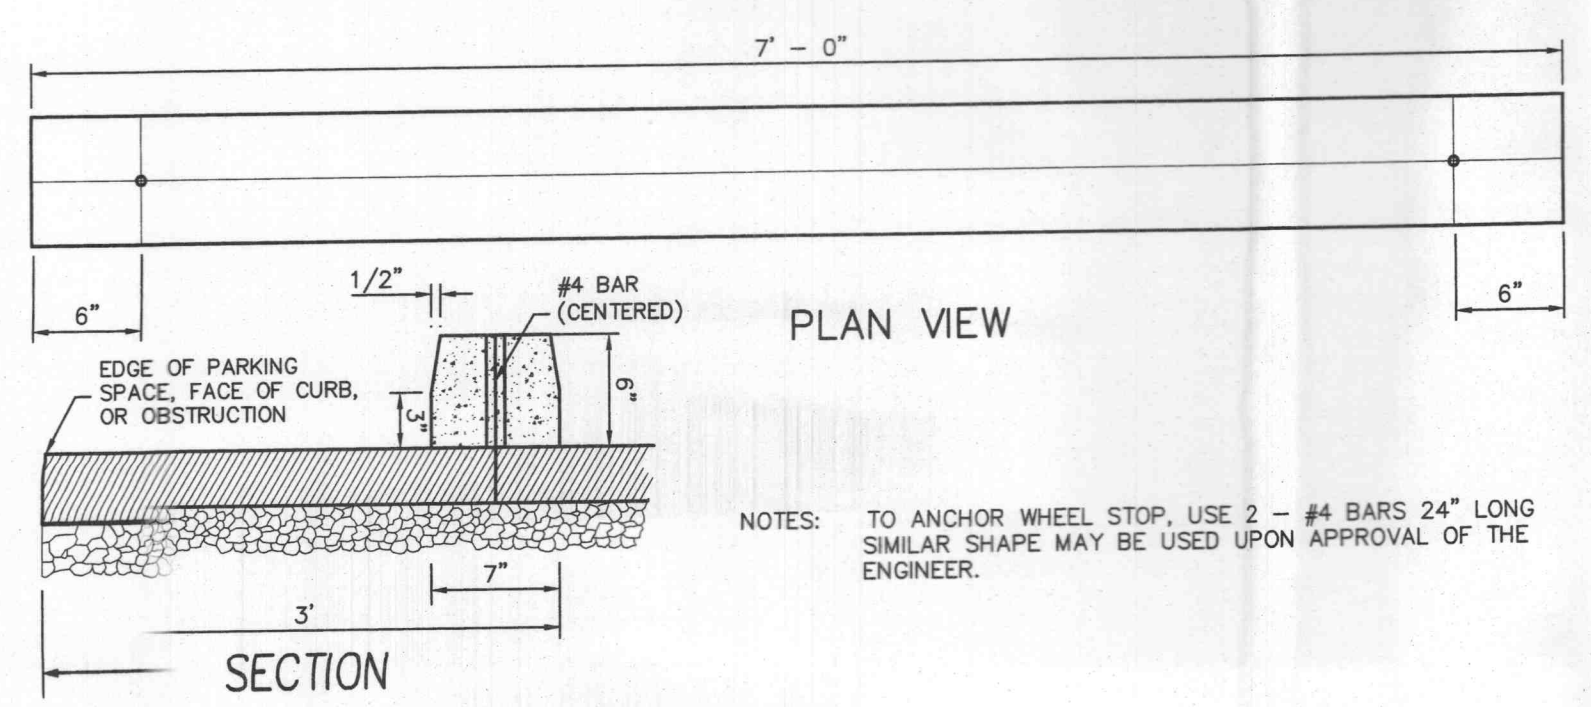 7' - 0"
6"
6"
PLAN VIEW
1/2"
#4 BAR
(CENTERED)
EDGE OF PARKING
SPACE, FACE OF CURB,
OR OBSTRUCTION
3"
6"
7"
3'
SECTION
NOTES: TO ANCHOR WHEEL STOP, USE 2 - #4 BARS 24" LONG
SIMILAR SHAPE MAY BE USED UPON APPROVAL OF THE
ENGINEER.